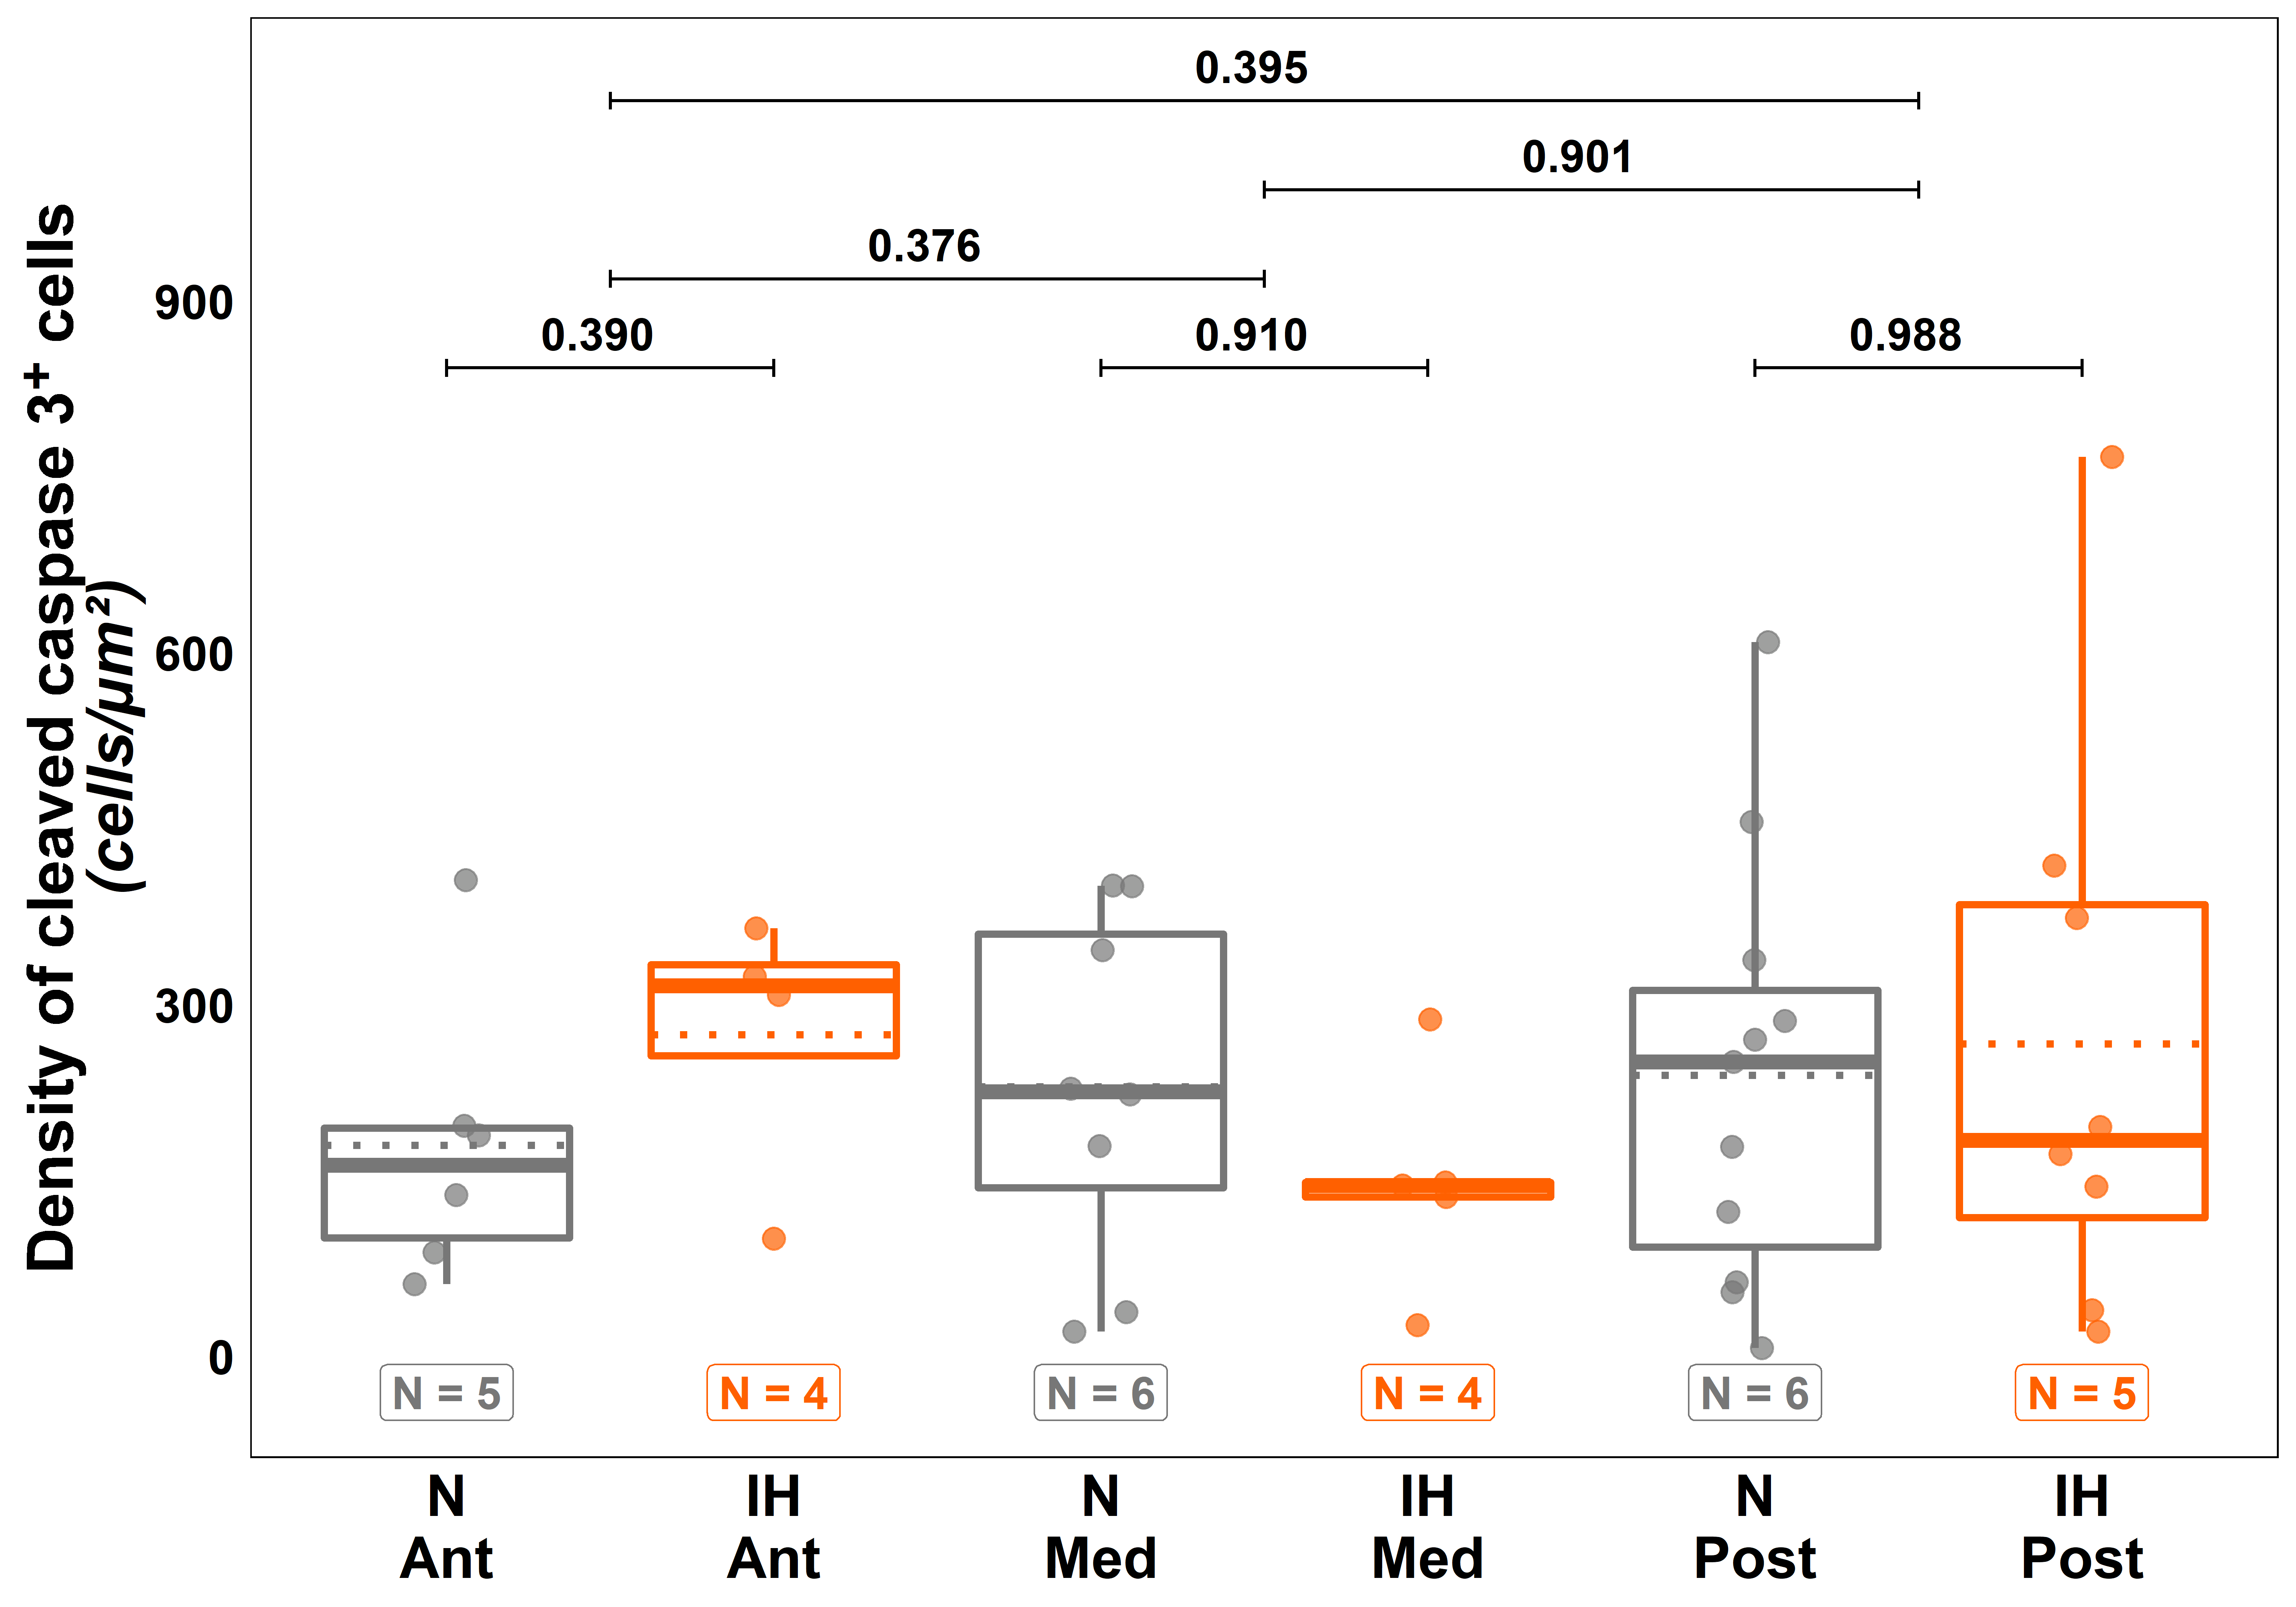 Density of cleaved caspase 3⁺ cells
(cells/µm²)
900
600
300
0
0.395
0.901
0.376
0.390
0.910
0.988
N = 5
N = 4
N = 6
N = 4
N = 6
N = 5
N
Ant
IH
Ant
N
Med
IH
Med
N
Post
IH
Post